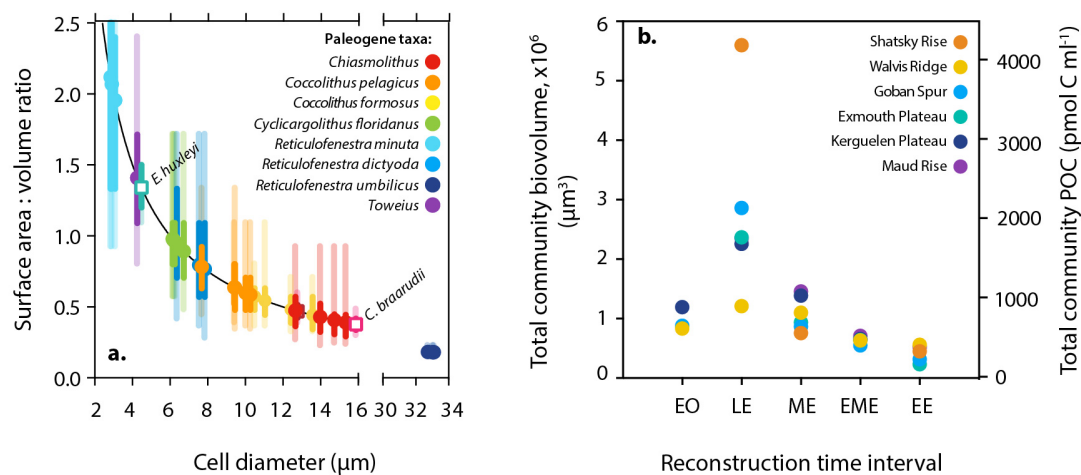 Surface area : volume ratio
2.5
2.0
1.5
1.0
0.5
0.0
Paleogene taxa:
Chiasmolithus
Coccolithus pelagicus
Coccolithus formosus
Cyclicargolithus floridanus
Reticulofenestra minuta
Reticulofenestra dictyoda
Reticulofenestra umbilicus
Toweius
E. huxleyi
C. braarudii
a.
2 4 6 8 10 12 14 16 30 32 34
Cell diameter (μm)
Total community biovolume, x10⁶
(μm³)
6
5
4
3
2
1
0
b.
Shatsky Rise
Walvis Ridge
Goban Spur
Exmouth Plateau
Kerguelen Plateau
Maud Rise
4000
3000
2000
1000
0
Total community POC (pmol C ml⁻¹)
EO LE ME EME EE
Reconstruction time interval